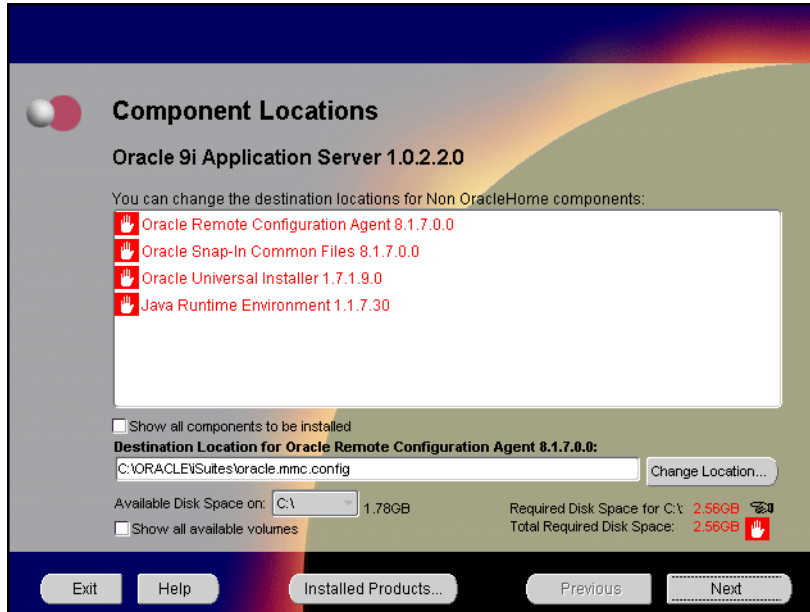 Component Locations
Oracle 9i Application Server 1.0.2.2.0
You can change the destination locations for Non OracleHome components:
Oracle Remote Configuration Agent 8.1.7.0.0
Oracle Snap-In Common Files 8.1.7.0.0
Oracle Universal Installer 1.7.1.9.0
Java Runtime Environment 1.1.7.30
Show all components to be installed
Destination Location for Oracle Remote Configuration Agent 8.1.7.0.0:
C:\ORACLE\iSuites\oracle.mmc.config
Change Location...
Available Disk Space on: C:\ 1.78GB
Required Disk Space for C:\: 2.56GB
Show all available volumes
Total Required Disk Space: 2.56GB
Exit
Help
Installed Products...
Previous
Next